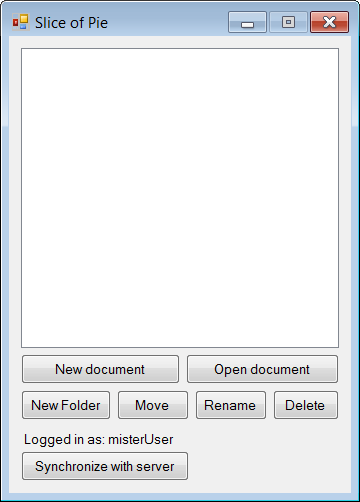 Slice of Pie
New document Open document
New Folder Move Rename Delete
Logged in as: misterUser
Synchronize with server